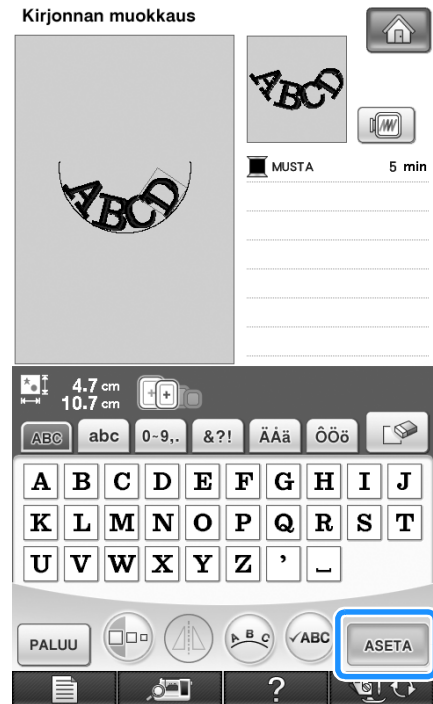 Kirjonnan muokkaus
ABCD
MUSTA 5 min
ABCD
4.7 cm
10.7 cm
ABC abc 0~9,. &?! ÄÅä ÔÖö
A B C D E F G H I J
K L M N O P Q R S T
U V W X Y Z ’ ⎵
PALUU A B C ✓ABC ASETA
?